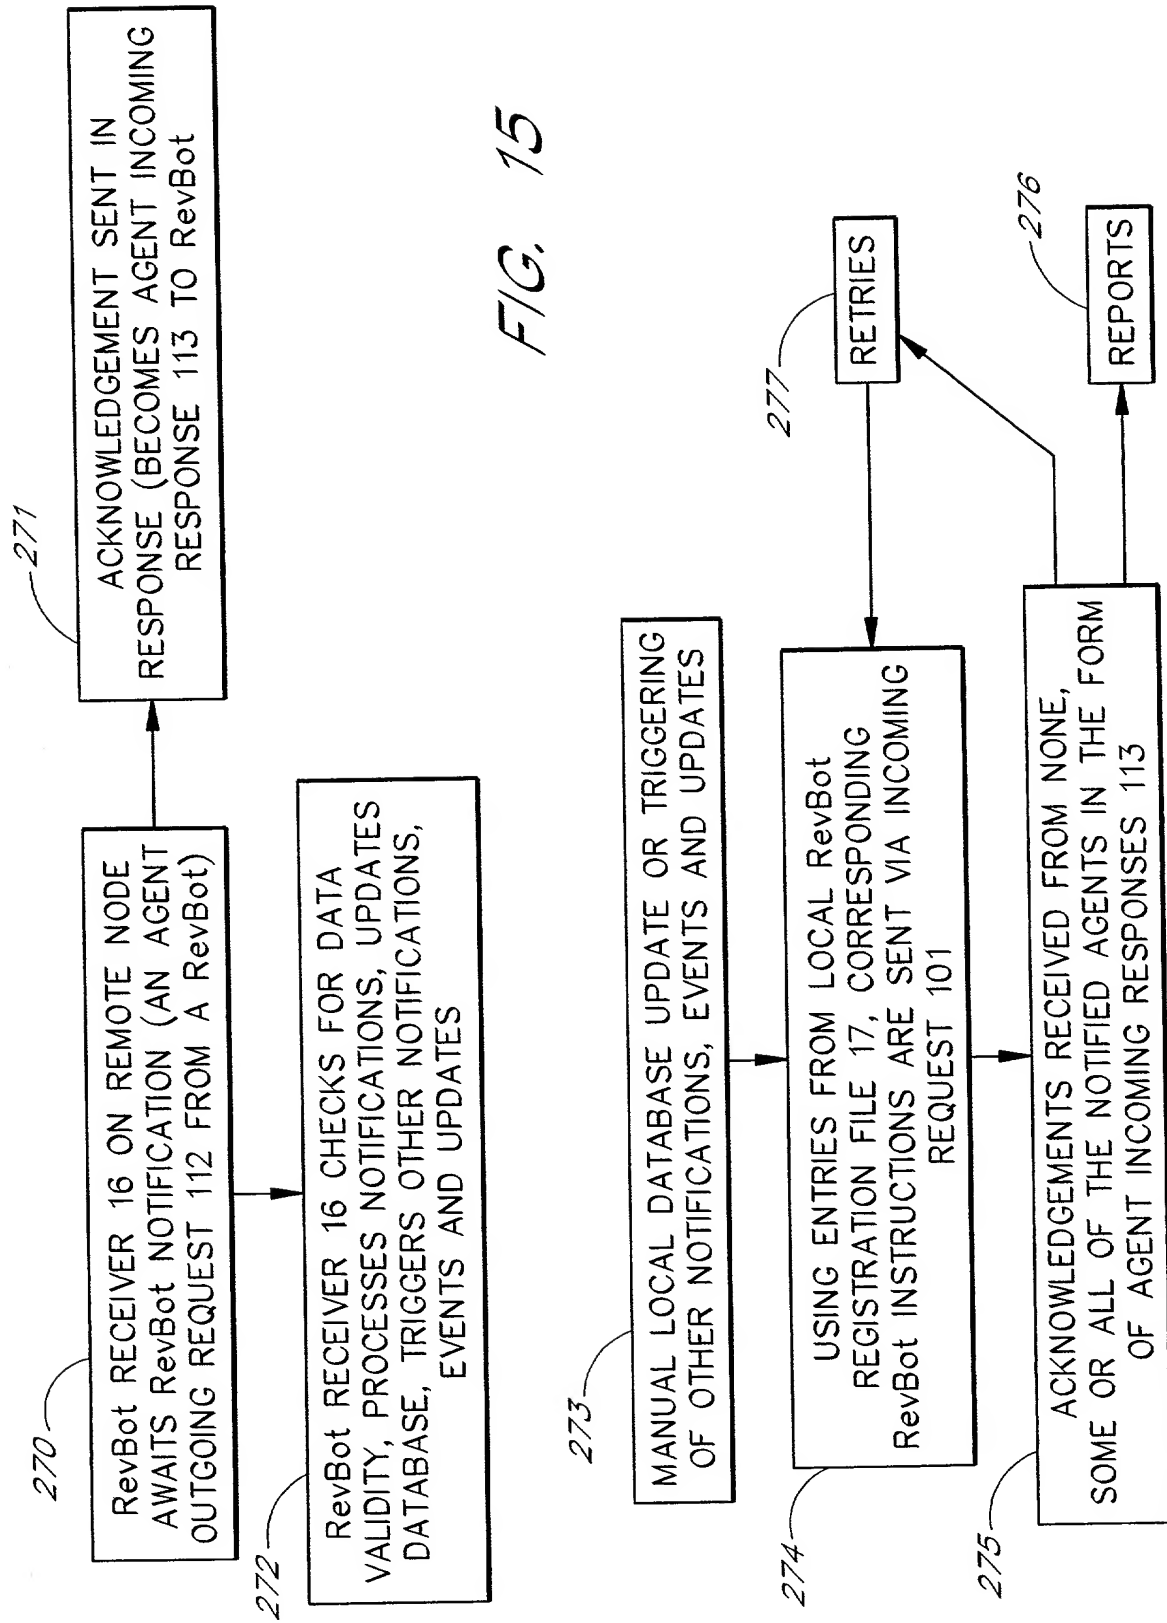 270
RevBot RECEIVER 16 ON REMOTE NODE
AWAITS RevBot NOTIFICATION (AN AGENT
OUTGOING REQUEST 112 FROM A RevBot)
271
ACKNOWLEDGEMENT SENT IN
RESPONSE (BECOMES AGENT INCOMING
RESPONSE 113 TO RevBot
272
RevBot RECEIVER 16 CHECKS FOR DATA
VALIDITY, PROCESSES NOTIFICATIONS, UPDATES
DATABASE, TRIGGERS OTHER NOTIFICATIONS,
EVENTS AND UPDATES
FIG. 15
273
MANUAL LOCAL DATABASE UPDATE OR TRIGGERING
OF OTHER NOTIFICATIONS, EVENTS AND UPDATES
274
USING ENTRIES FROM LOCAL RevBot
REGISTRATION FILE 17, CORRESPONDING
RevBot INSTRUCTIONS ARE SENT VIA INCOMING
REQUEST 101
277
RETRIES
275
ACKNOWLEDGEMENTS RECEIVED FROM NONE,
SOME OR ALL OF THE NOTIFIED AGENTS IN THE FORM
OF AGENT INCOMING RESPONSES 113
276
REPORTS